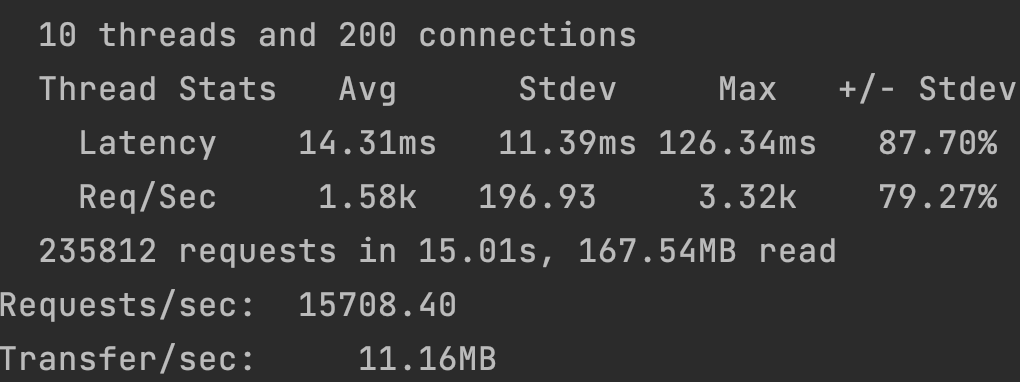 10 threads and 200 connections
Thread Stats   Avg      Stdev     Max   +/- Stdev
Latency    14.31ms   11.39ms 126.34ms   87.70%
Req/Sec     1.58k   196.93     3.32k    79.27%
235812 requests in 15.01s, 167.54MB read
Requests/sec:  15708.40
Transfer/sec:     11.16MB